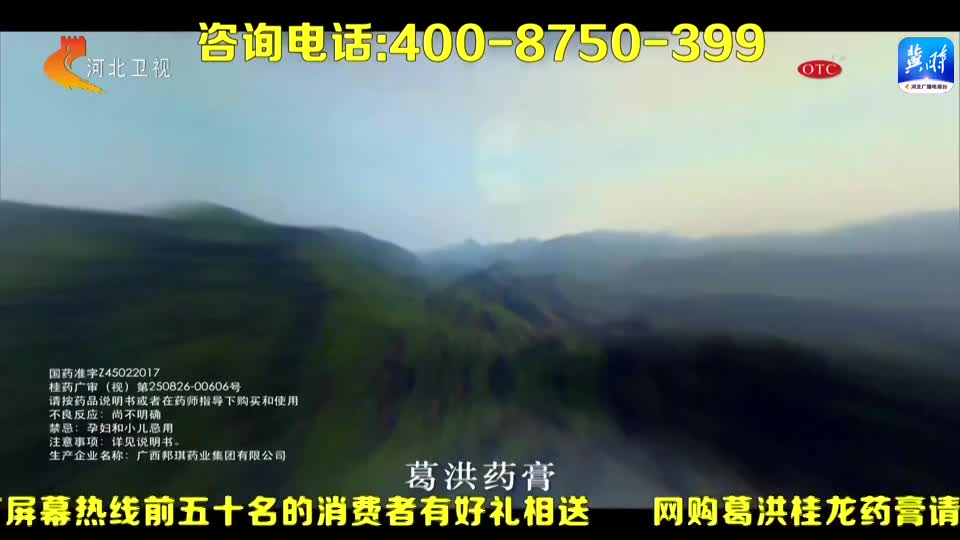 咨询电话:400-8750-399
河北卫视
OTC
冀时
河北广播电视台
国药准字Z45022017
桂药广审（视）第250826-00606号
请按药品说明书或者在药师指导下购买和使用
不良反应：尚不明确
禁忌：孕妇和小儿忌用
注意事项：详见说明书。
生产企业名称：广西邦琪药业集团有限公司
葛洪药膏
屏幕热线前五十名的消费者有好礼相送 网购葛洪桂龙药膏请